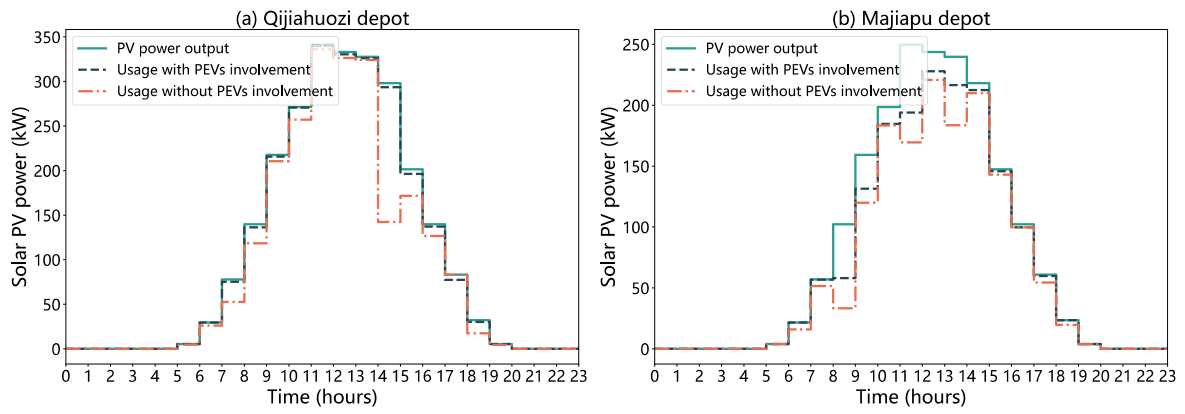 (a) Qijiahuozi depot
PV power output
Usage with PEVs involvement
Usage without PEVs involvement
Solar PV power (kW)
350
300
250
200
150
100
50
0
0 1 2 3 4 5 6 7 8 9 10 11 12 13 14 15 16 17 18 19 20 21 22 23
Time (hours)
(b) Majiapu depot
PV power output
Usage with PEVs involvement
Usage without PEVs involvement
Solar PV power (kW)
250
200
150
100
50
0
0 1 2 3 4 5 6 7 8 9 10 11 12 13 14 15 16 17 18 19 20 21 22 23
Time (hours)